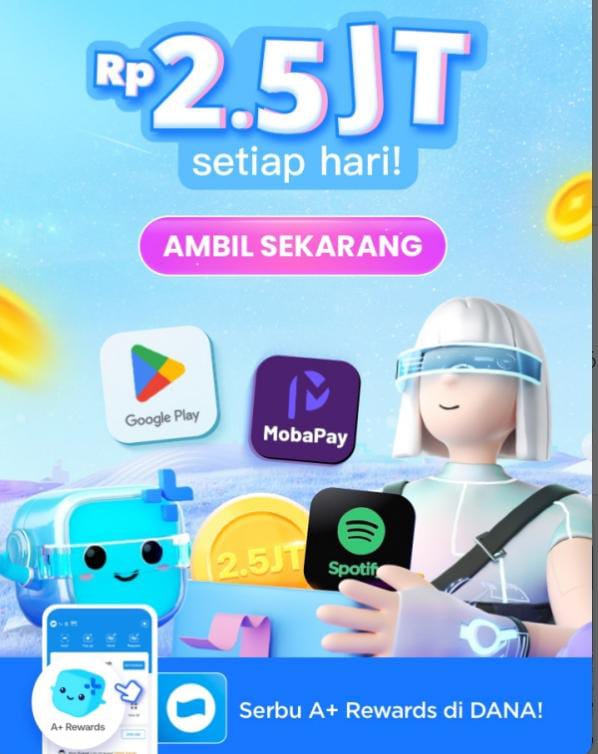 Rp 2.5JT
setiap hari!
AMBIL SEKARANG
Google Play
MobaPay
2.5JT
Spotify
A+ Rewards
Serbu A+ Rewards di DANA!